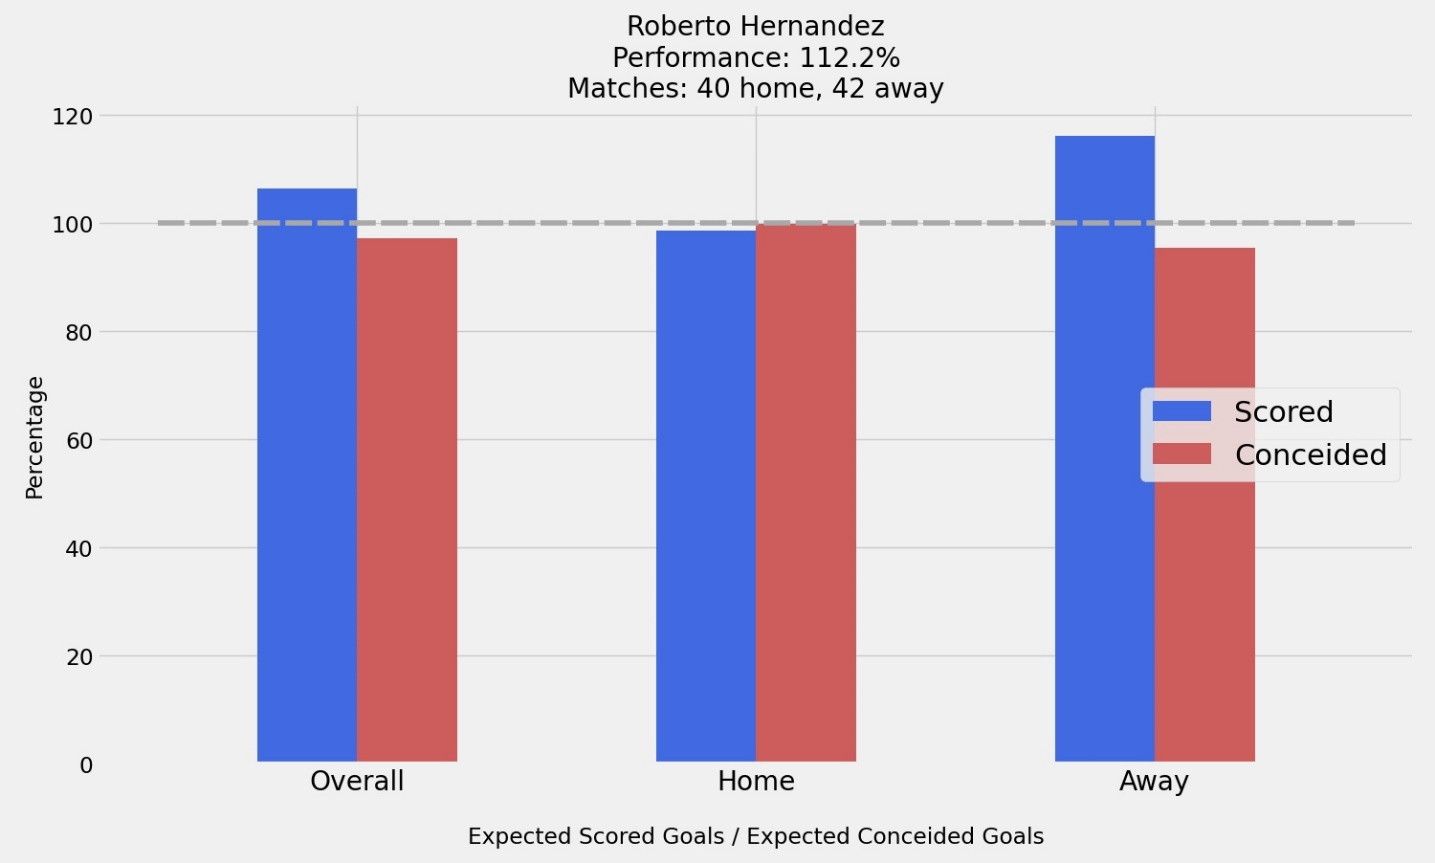 Roberto Hernandez
Performance: 112.2%
Matches: 40 home, 42 away
120
100
80
60
40
20
0
Percentage
Scored
Conceided
Overall Home Away
Expected Scored Goals / Expected Conceided Goals